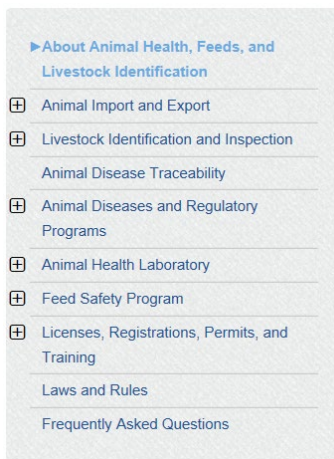 About Animal Health, Feeds, and
Livestock Identification
Animal Import and Export
Livestock Identification and Inspection
Animal Disease Traceability
Animal Diseases and Regulatory
Programs
Animal Health Laboratory
Feed Safety Program
Licenses, Registrations, Permits, and
Training
Laws and Rules
Frequently Asked Questions